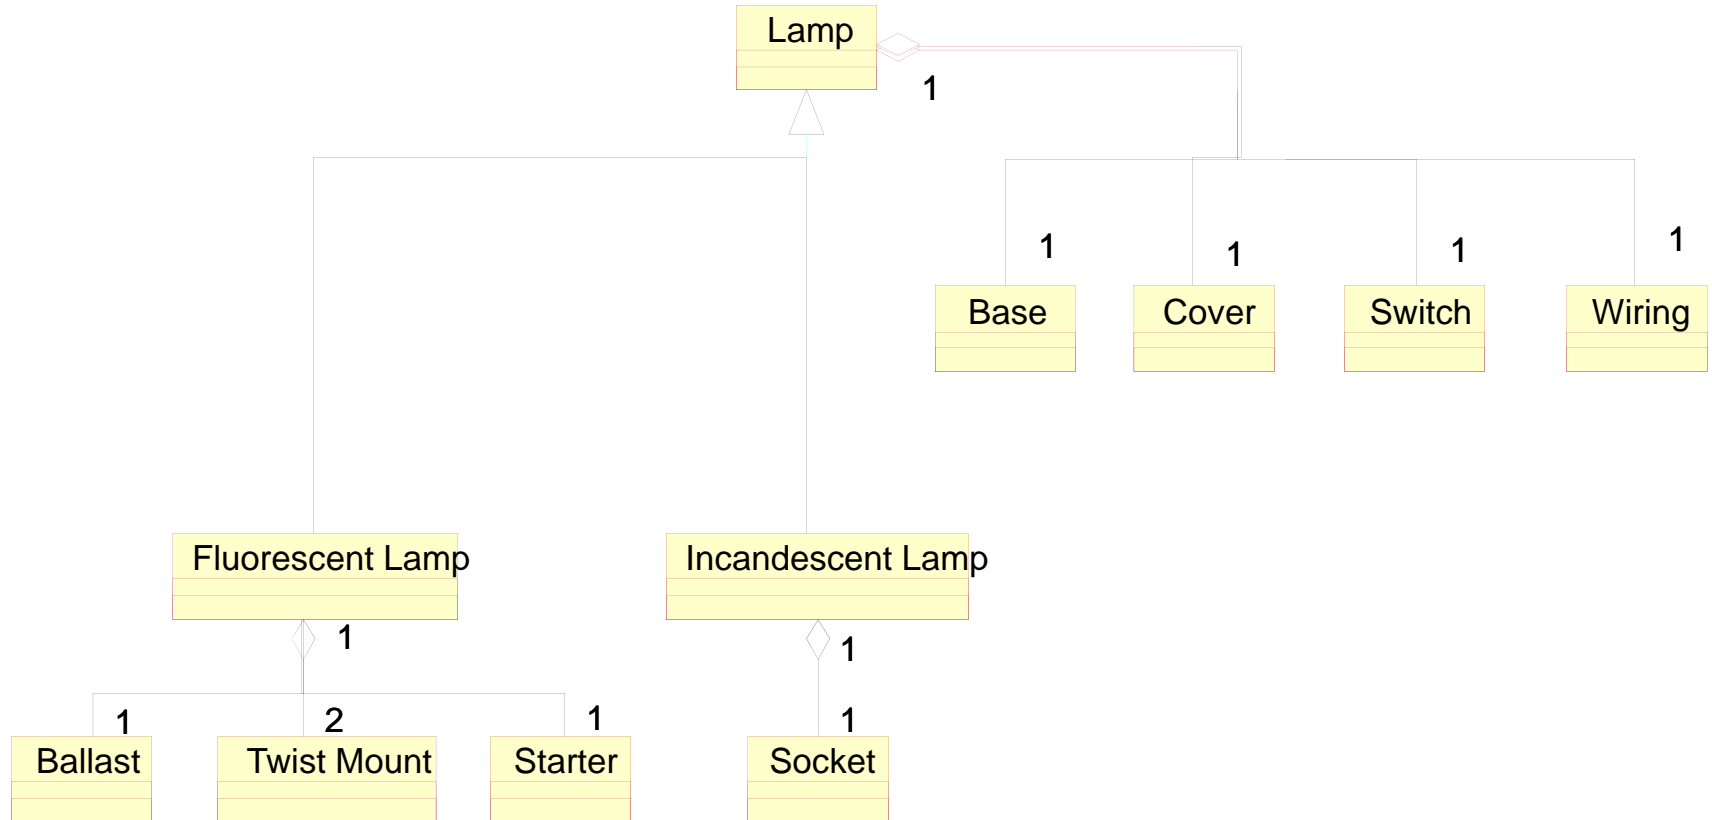 Lamp
1
1
1
1
1
Base
Cover
Switch
Wiring
Fluorescent Lamp
Incandescent Lamp
1
1
1
2
1
1
Ballast
Twist Mount
Starter
Socket